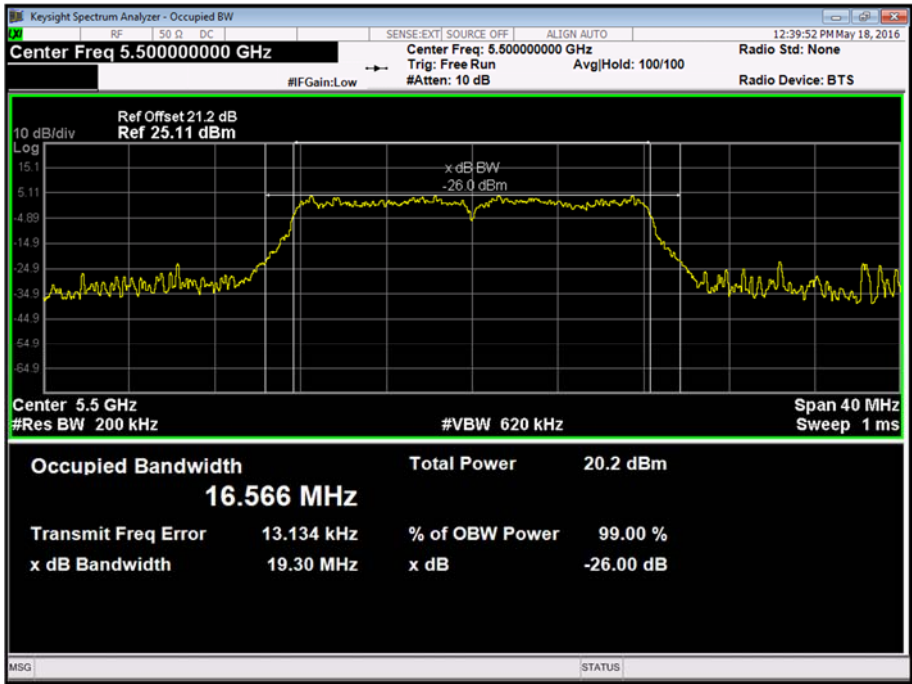 Keysight Spectrum Analyzer - Occupied BW
LXI RF 50 Ω DC SENSE:EXT SOURCE OFF ALIGN AUTO 12:39:52 PM May 18, 2016
Center Freq 5.500000000 GHz Center Freq: 5.500000000 GHz Radio Std: None
Trig: Free Run Avg|Hold: 100/100
#IFGain:Low #Atten: 10 dB Radio Device: BTS
Ref Offset 21.2 dB
10 dB/div Ref 25.11 dBm
Log
15.1
x dB BW
5.11
-26.0 dBm
-4.89
-14.9
-24.9
-34.9
-44.9
-54.9
-64.9
Center 5.5 GHz Span 40 MHz
#Res BW 200 kHz #VBW 620 kHz Sweep 1 ms
Occupied Bandwidth Total Power 20.2 dBm
16.566 MHz
Transmit Freq Error 13.134 kHz % of OBW Power 99.00 %
x dB Bandwidth 19.30 MHz x dB -26.00 dB
MSG STATUS